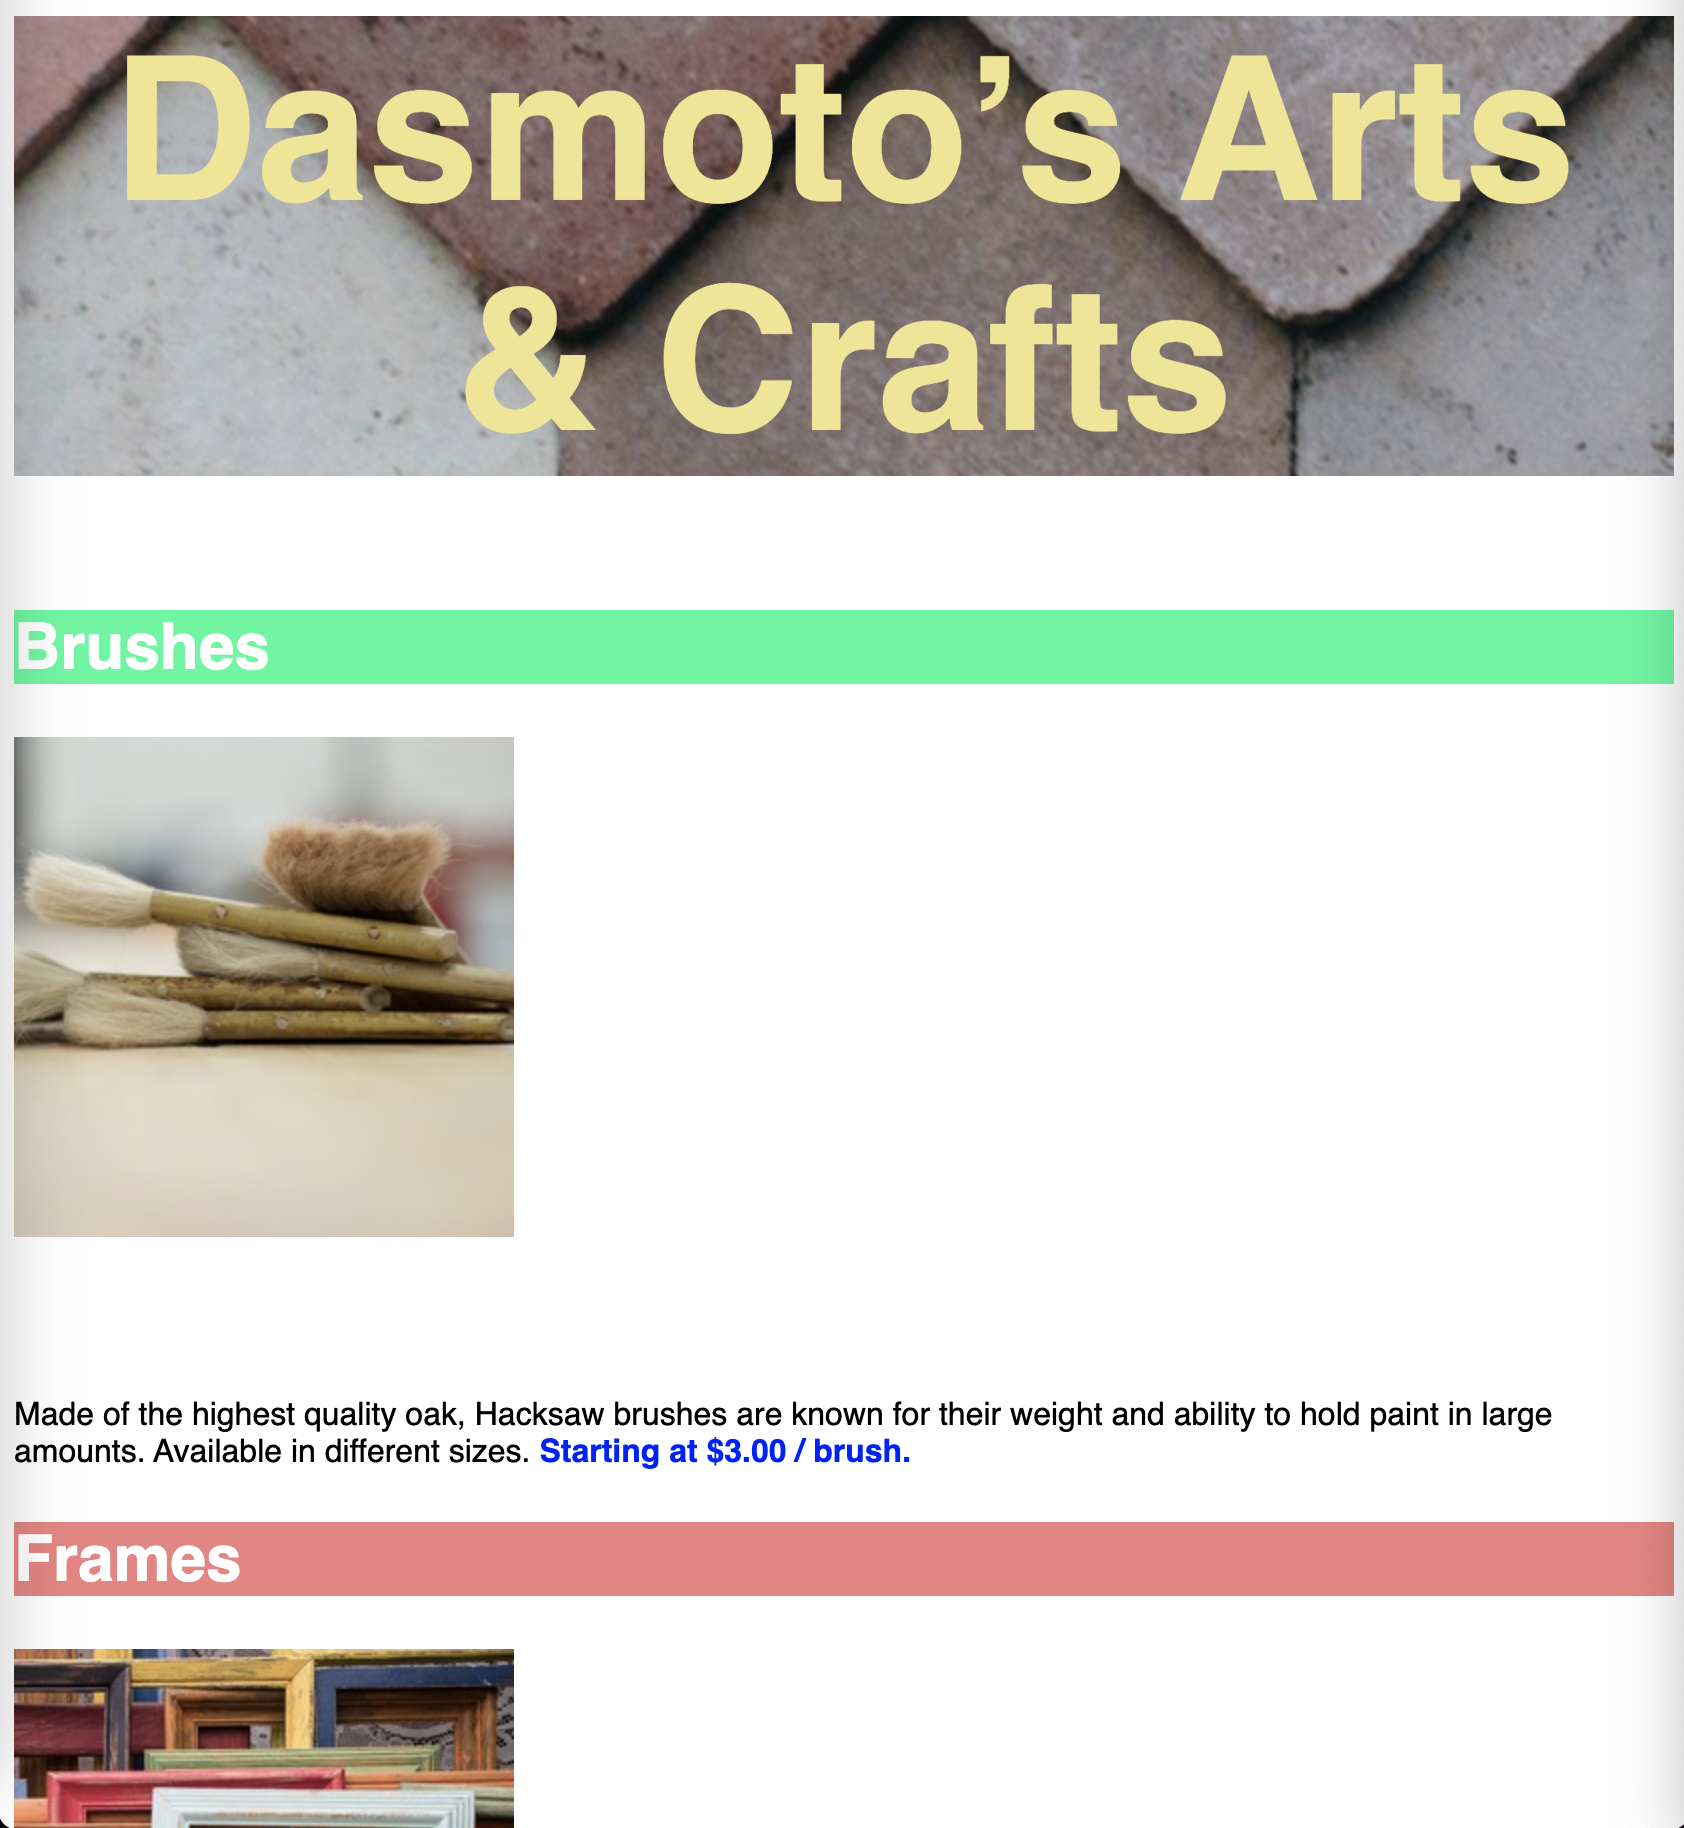 Dasmoto’s Arts
& Crafts
Brushes
Made of the highest quality oak, Hacksaw brushes are known for their weight and ability to hold paint in large
amounts. Available in different sizes. Starting at $3.00 / brush.
Frames